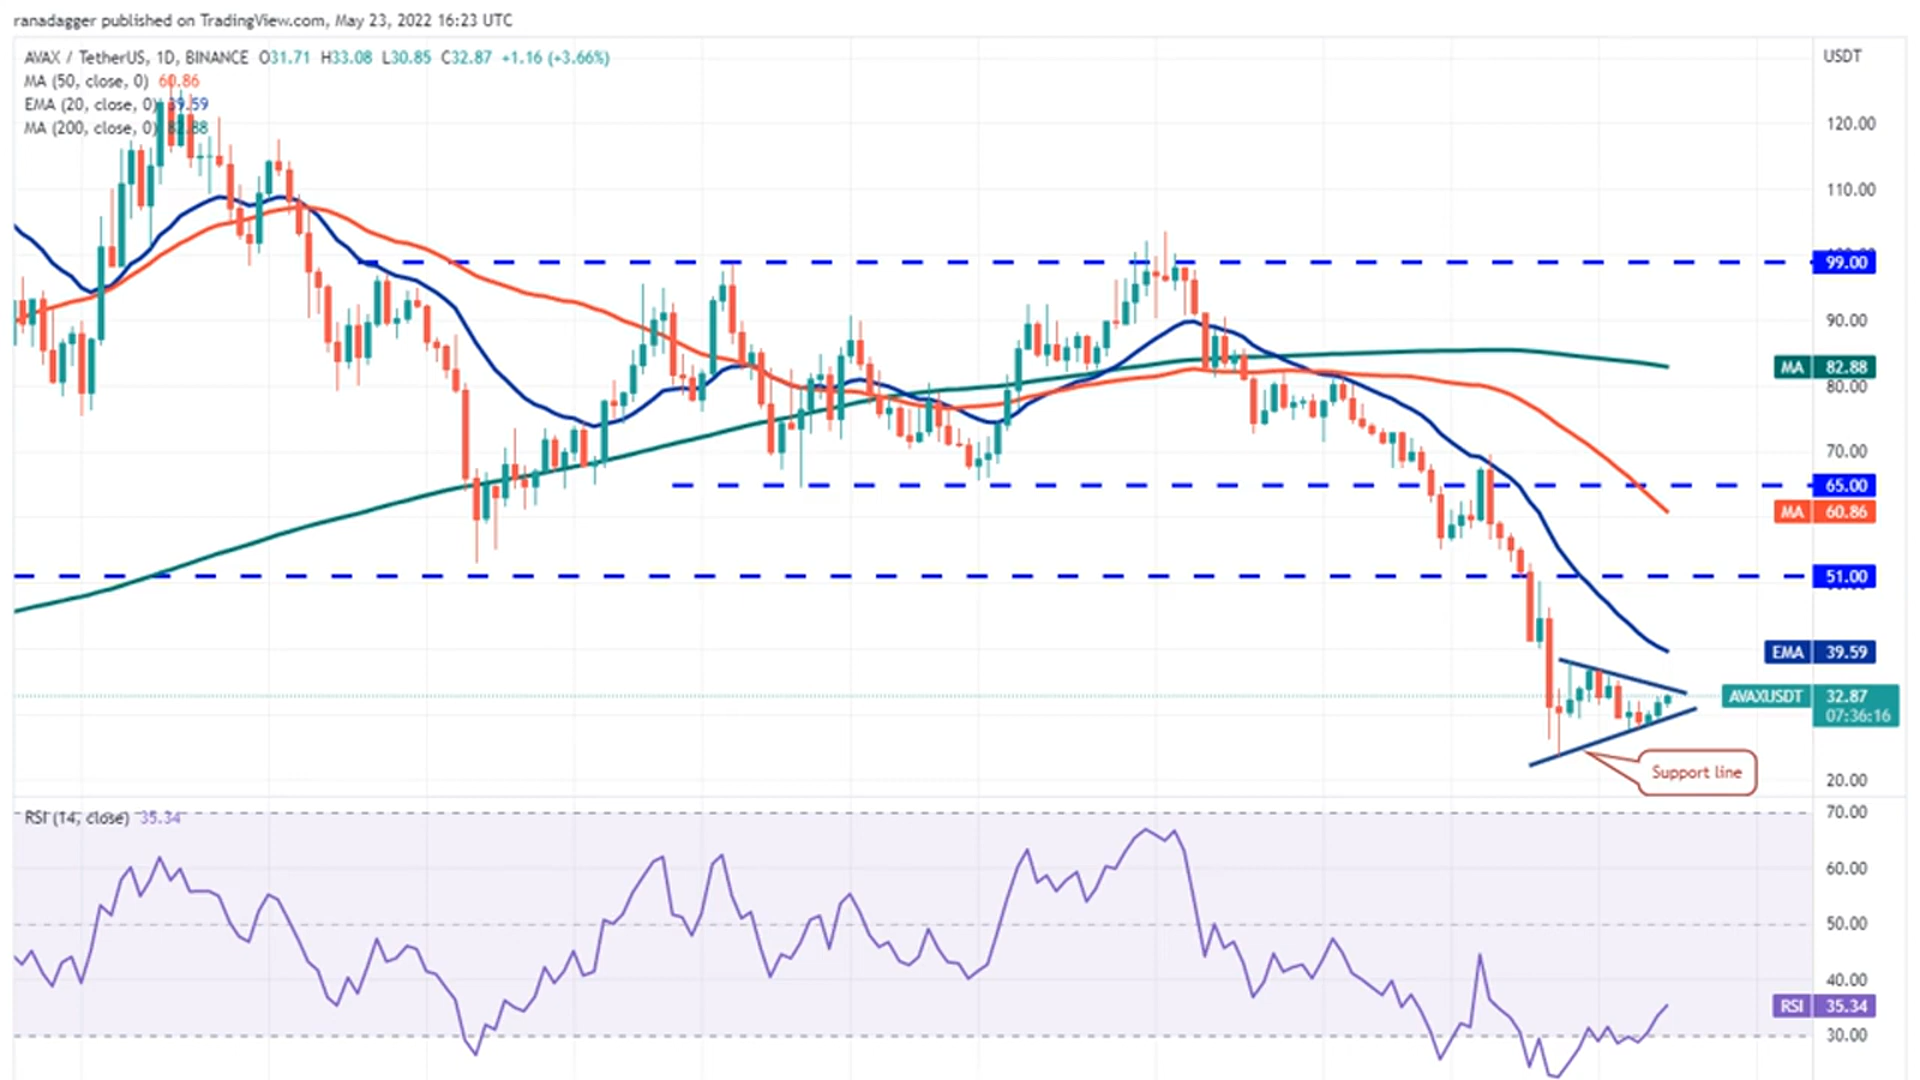 ranadagger published on TradingView.com, May 23, 2022 16:23 UTC
AVAX / TetherUS, 1D, BINANCE O31.71 H33.08 L30.85 C32.87 +1.16 (+3.66%)
USDT
MA (50, close, 0) 60.86
EMA (20, close, 0) 39.59
MA (200, close, 0) 82.88
120.00
110.00
99.00
90.00
MA 82.88
80.00
70.00
65.00
MA 60.86
51.00
EMA 39.59
AVAXUSDT 32.87
07:36:16
Support line
20.00
RSI (14, close) 35.34
70.00
60.00
50.00
40.00
RSI 35.34
30.00